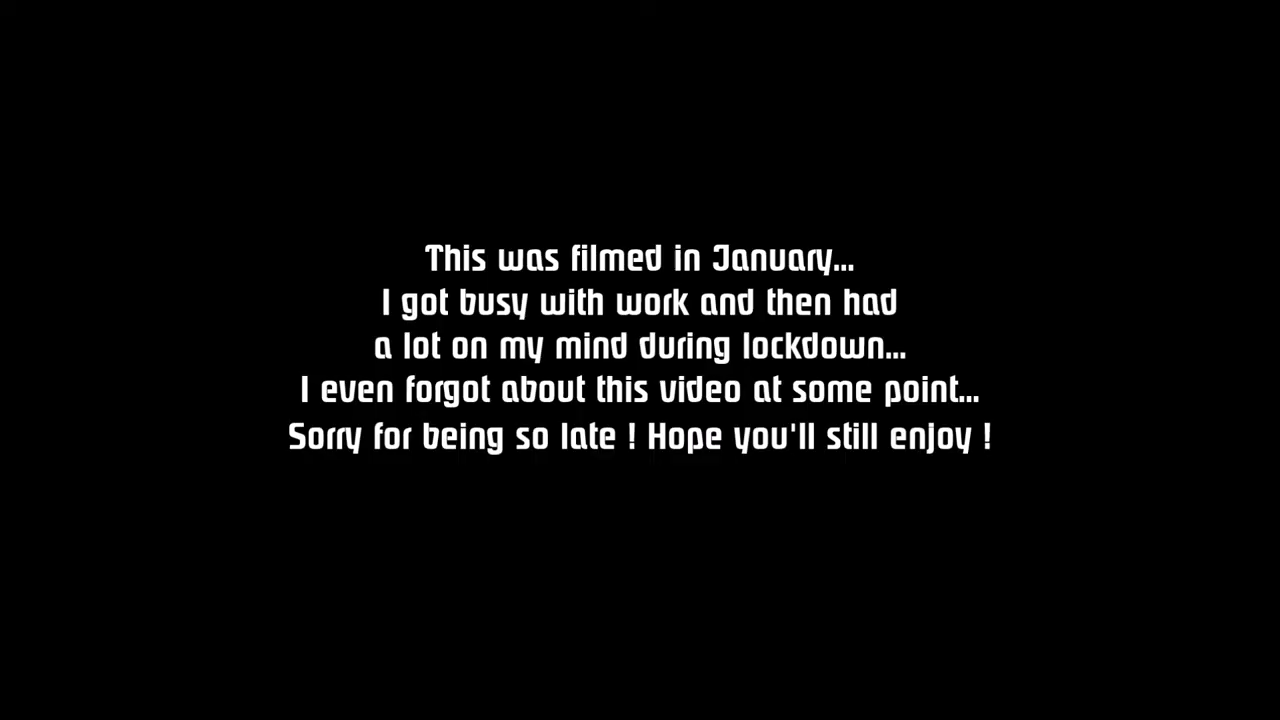 This was filmed in January...
I got busy with work and then had
a lot on my mind during lockdown...
I even forgot about this video at some point...
Sorry for being so late ! Hope you'll still enjoy !